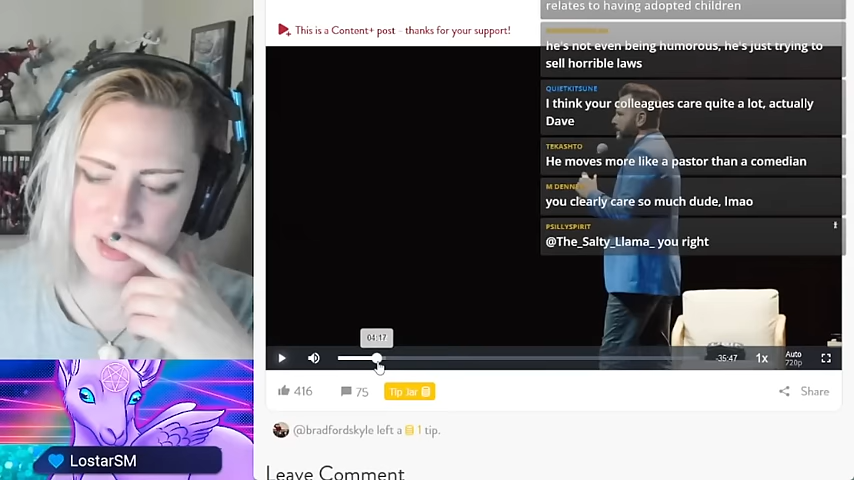 relates to having adopted children
This is a Content+ post - thanks for your support!
he's not even being humorous, he's just trying to
sell horrible laws
QUIETKITSUNE
I think your colleagues care quite a lot, actually
Dave
TEKASHTO
He moves more like a pastor than a comedian
M DENN
you clearly care so much dude, lmao
PSILLYSPIRIT
@The_Salty_Llama_ you right
04:17
-35:47
1x
Auto
720p
416
75
Tip Jar
Share
@bradfordskyle left a 1 tip.
LostarSM
Leave Comment